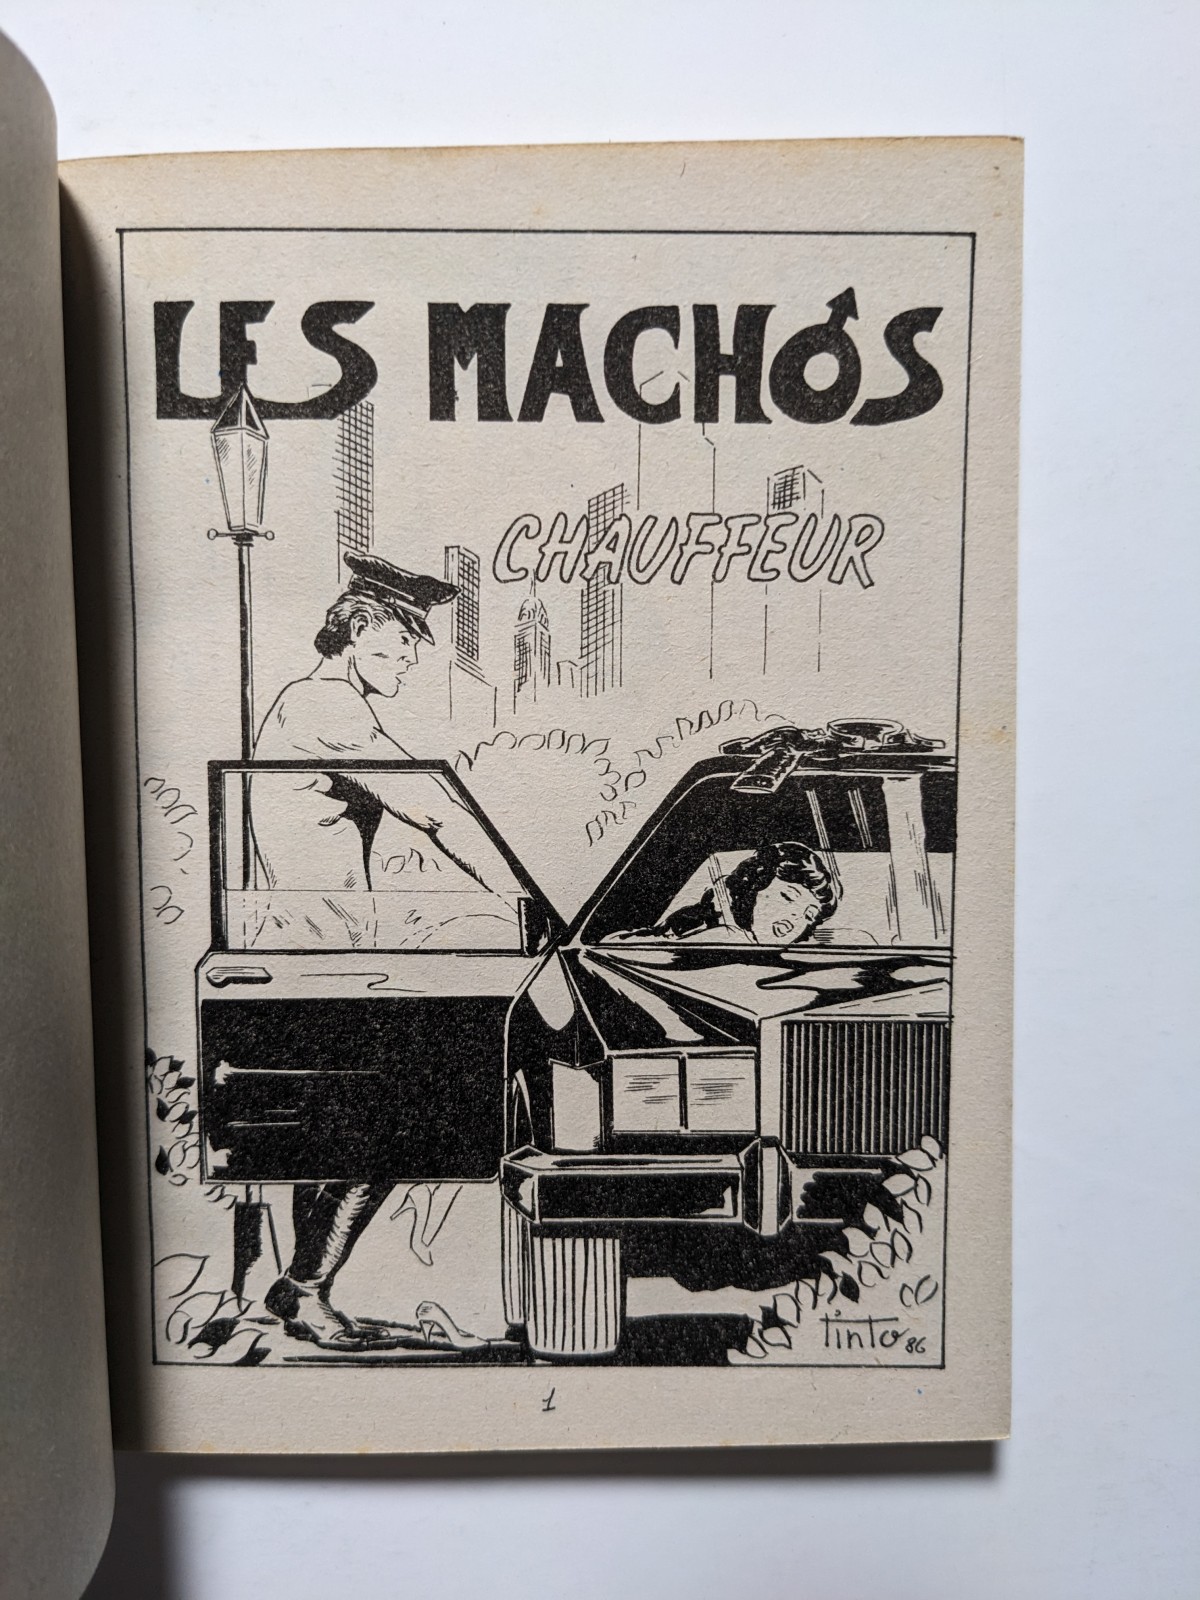 LES MACHOS
CHAUFFEUR
tinto 86
1